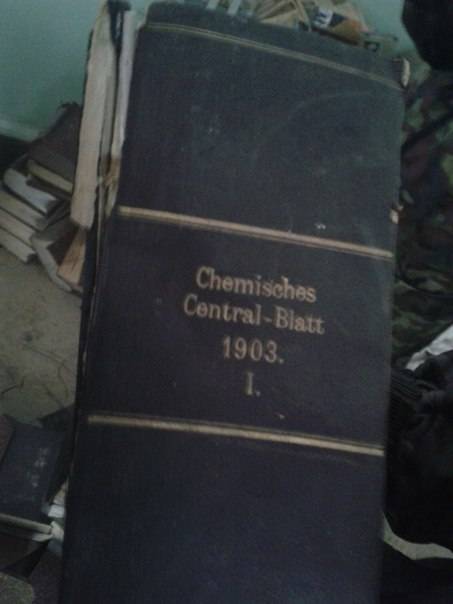 Chemisches
Central-Blatt
1903.
I.